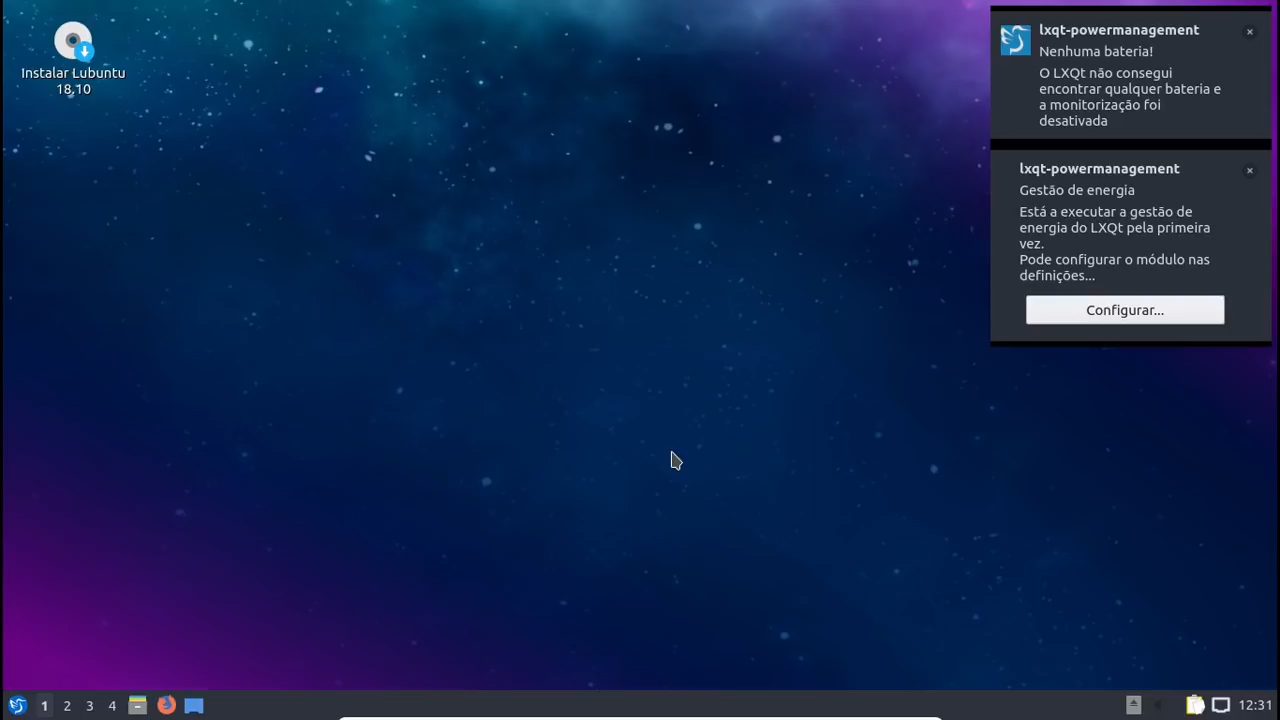 Instalar Lubuntu
18.10
lxqt-powermanagement
Nenhuma bateria!
O LXQt não consegui
encontrar qualquer bateria e
a monitorização foi
desativada
lxqt-powermanagement
Gestão de energia
Está a executar a gestão de
energia do LXQt pela primeira
vez.
Pode configurar o módulo nas
definições...
Configurar...
1 2 3 4 12:31